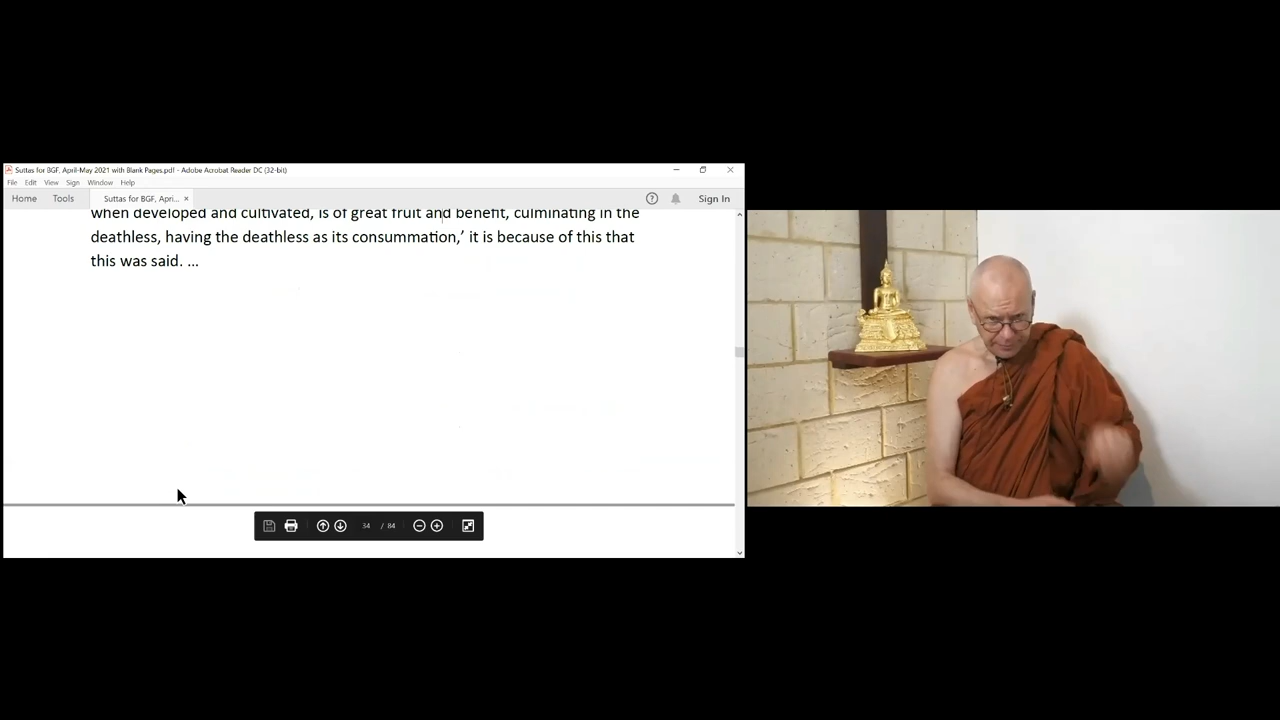 Suttas for BGF, April-May 2021 with Blank Pages.pdf - Adobe Acrobat Reader DC (32-bit)
File Edit View Sign Window Help
Home Tools Suttas for BGF, Apri... × Sign In
when developed and cultivated, is of great fruit and benefit, culminating in the
deathless, having the deathless as its consummation,’ it is because of this that
this was said. ...
34 / 84